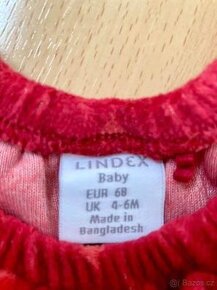 LINDEX
Baby
EUR 68
UK 4-6M
Made in
Bangladesh
Bazos.cz